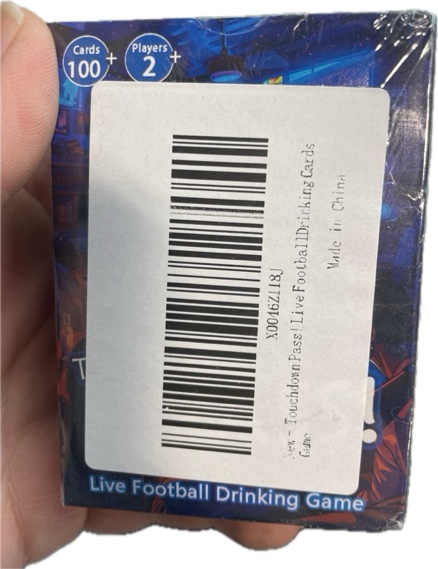 Cards
100+
Players
2+
X0046Z118J
New - Touchdown Pass! Live Football Drinking Cards
Game
Made in China
T
!
Live Football Drinking Game